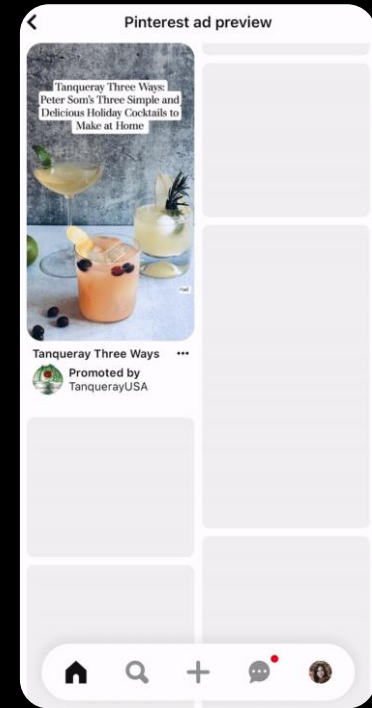 Pinterest ad preview
Tanqueray Three Ways:
Peter Som's Three Simple and
Delicious Holiday Cocktails to
Make at Home
Tanqueray Three Ways
Promoted by
TanquerayUSA